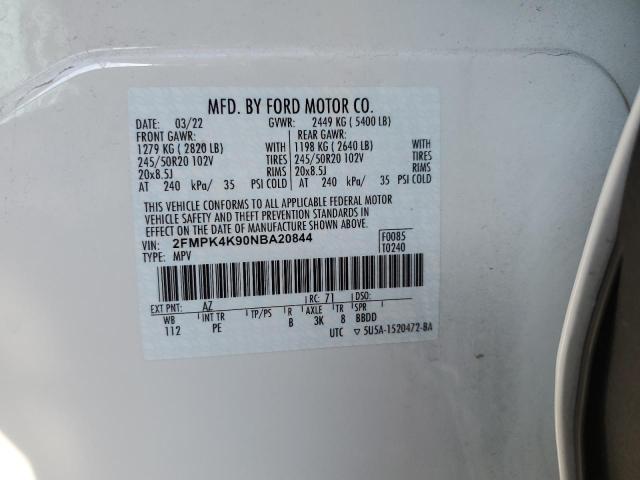 MFD. BY FORD MOTOR CO.
DATE: 03/22 GVWR: 2449 KG ( 5400 LB)
FRONT GAWR: REAR GAWR:
1279 KG ( 2820 LB) WITH 1198 KG ( 2640 LB) WITH
245/50R20 102V TIRES 245/50R20 102V TIRES
20x8.5J RIMS 20x8.5J RIMS
AT 240 kPa/ 35 PSI COLD AT 240 kPa/ 35 PSI COLD
THIS VEHICLE CONFORMS TO ALL APPLICABLE FEDERAL MOTOR
VEHICLE SAFETY AND THEFT PREVENTION STANDARDS IN
EFFECT ON THE DATE OF MANUFACTURE SHOWN ABOVE.
VIN: 2FMPK4K90NBA20844 F0085
TYPE: MPV T0240
EXT PNT: AZ RC: 71 DSO:
WB INT TR TP/PS R AXLE TR SPR
112 PE B 3K 8 BBDD
UTC ▽ 5U5A-1520472-BA